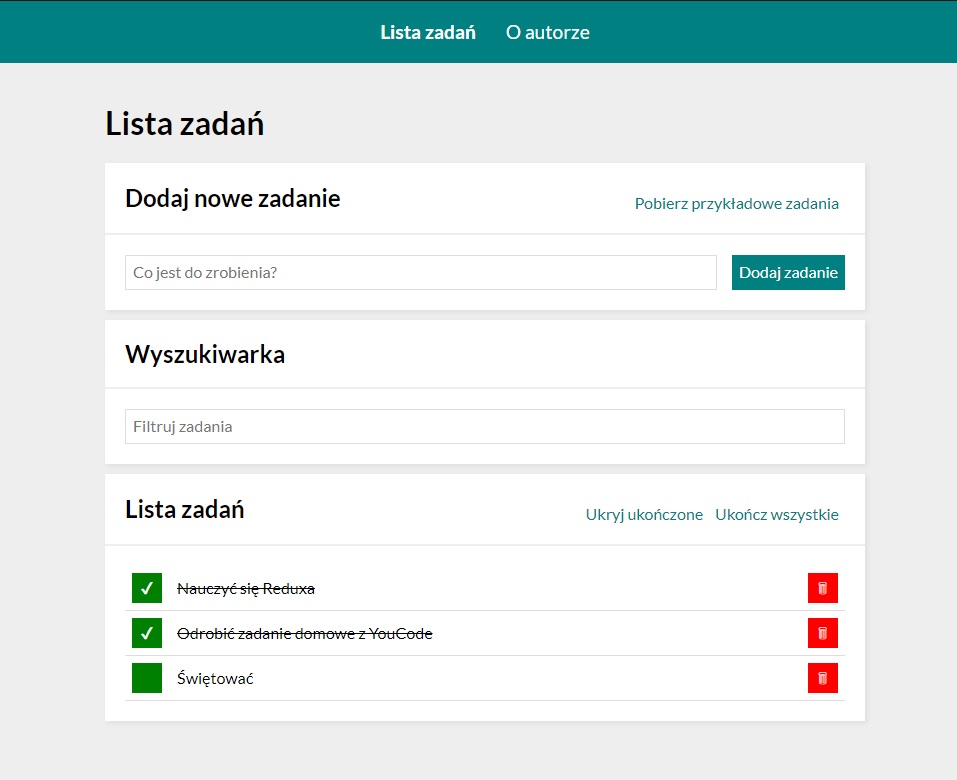 Lista zadań O autorze
Lista zadań
Dodaj nowe zadanie Pobierz przykładowe zadania
Co jest do zrobienia? Dodaj zadanie
Wyszukiwarka
Filtruj zadania
Lista zadań Ukryj ukończone Ukończ wszystkie
Nauczyć się Reduxa
Odrobić zadanie domowe z YouCode
Świętować